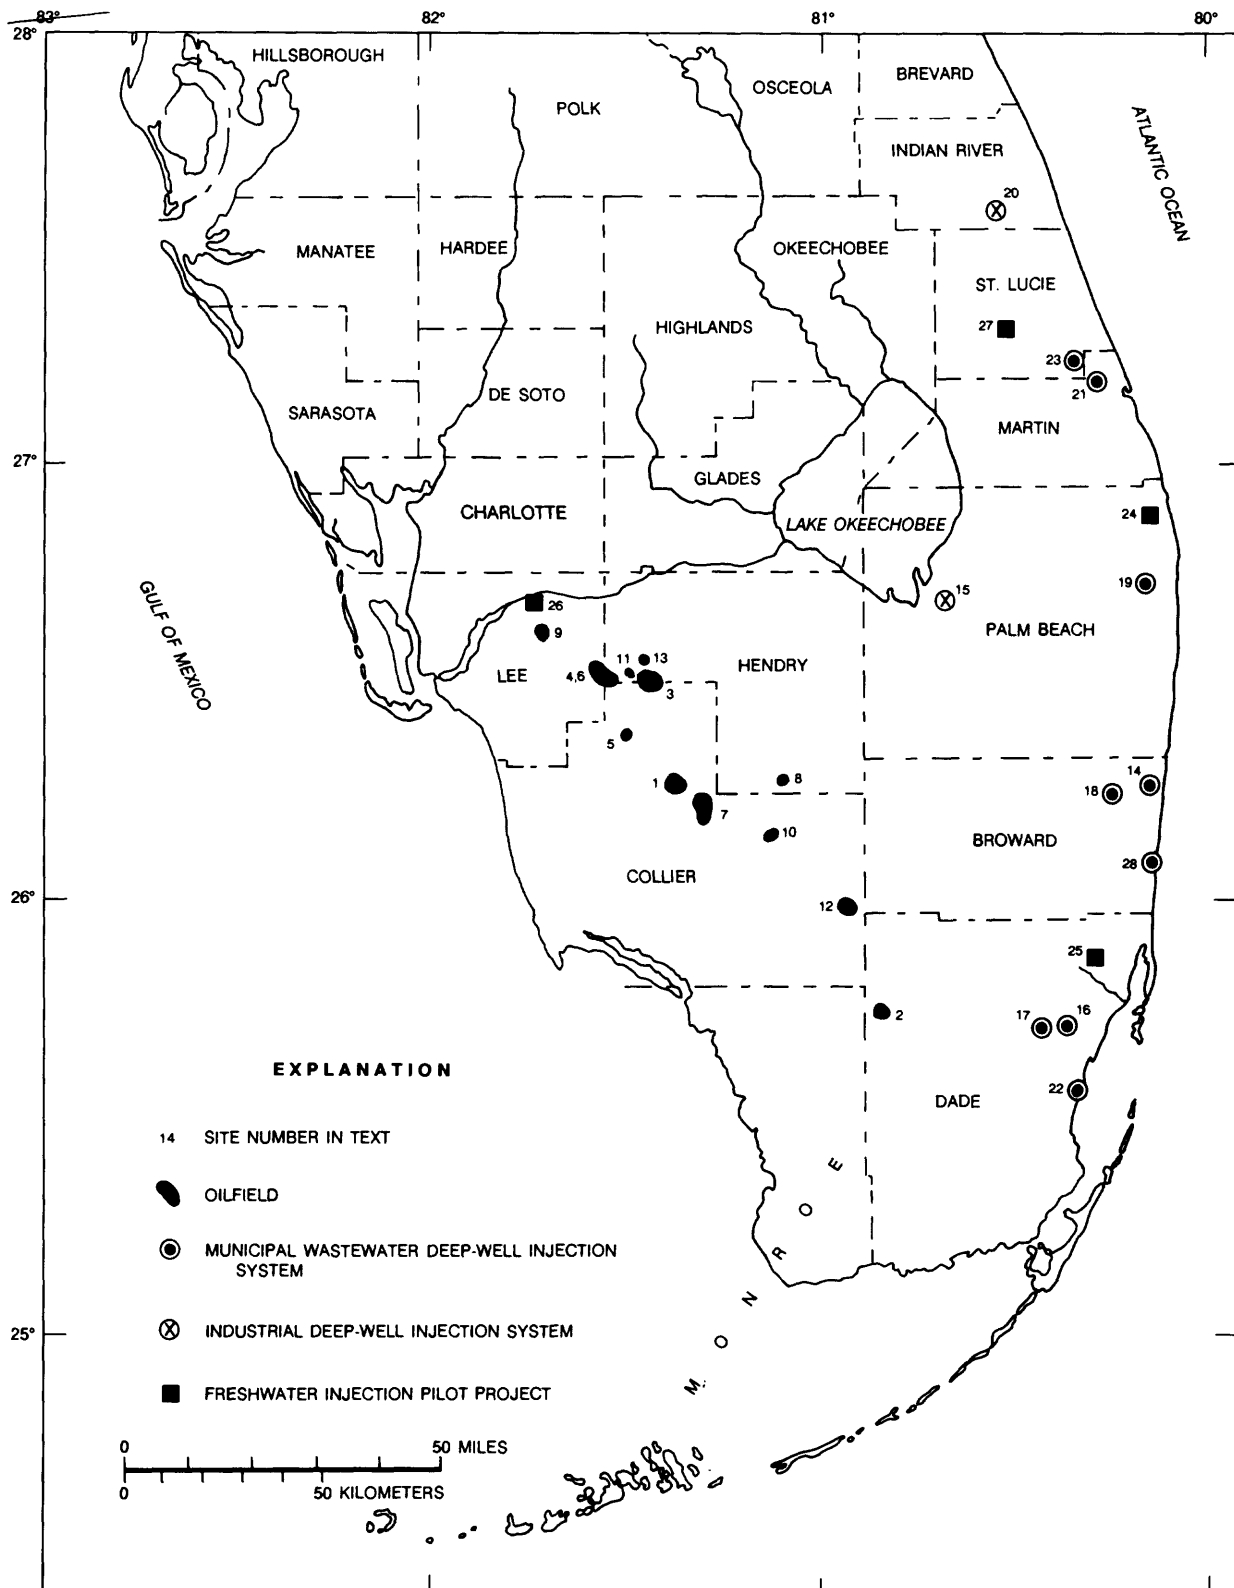 83°
82°
81°
80°
28°
HILLSBOROUGH
POLK
OSCEOLA
BREVARD
ATLANTIC OCEAN
INDIAN RIVER
20
MANATEE
HARDEE
OKEECHOBEE
ST. LUCIE
27
HIGHLANDS
23
21
SARASOTA
DE SOTO
MARTIN
27°
GLADES
CHARLOTTE
LAKE OKEECHOBEE
24
GULF OF MEXICO
26
15
19
9
PALM BEACH
LEE
4,6
11
13
3
HENDRY
5
1
7
8
10
14
18
BROWARD
28
COLLIER
26°
12
25
2
17
16
22
DADE
MONROE
EXPLANATION
14 SITE NUMBER IN TEXT
OILFIELD
MUNICIPAL WASTEWATER DEEP-WELL INJECTION
SYSTEM
25°
INDUSTRIAL DEEP-WELL INJECTION SYSTEM
FRESHWATER INJECTION PILOT PROJECT
0 50 MILES
0 50 KILOMETERS